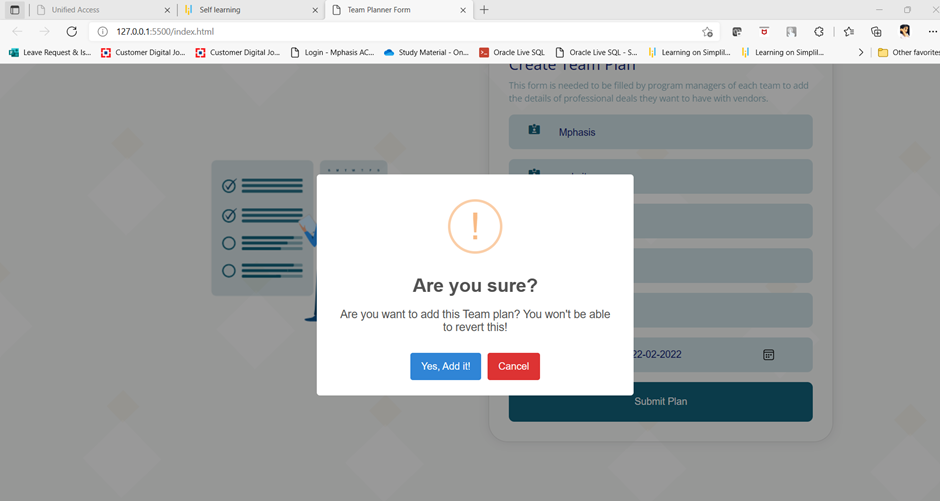 Unified Access
Self learning
Team Planner Form
127.0.0.1:5500/index.html
Leave Request & Is...
Customer Digital Jo...
Customer Digital Jo...
Login - Mphasis AC...
Study Material - On...
Oracle Live SQL
Oracle Live SQL - S...
Learning on Simplil...
Learning on Simplil...
Other favorites
Create Team Plan
This form is needed to be filled by program managers of each team to add
the details of professional deals they want to have with vendors.
Mphasis
Are you sure?
Are you want to add this Team plan? You won't be able
to revert this!
Yes, Add it!
Cancel
22-02-2022
Submit Plan